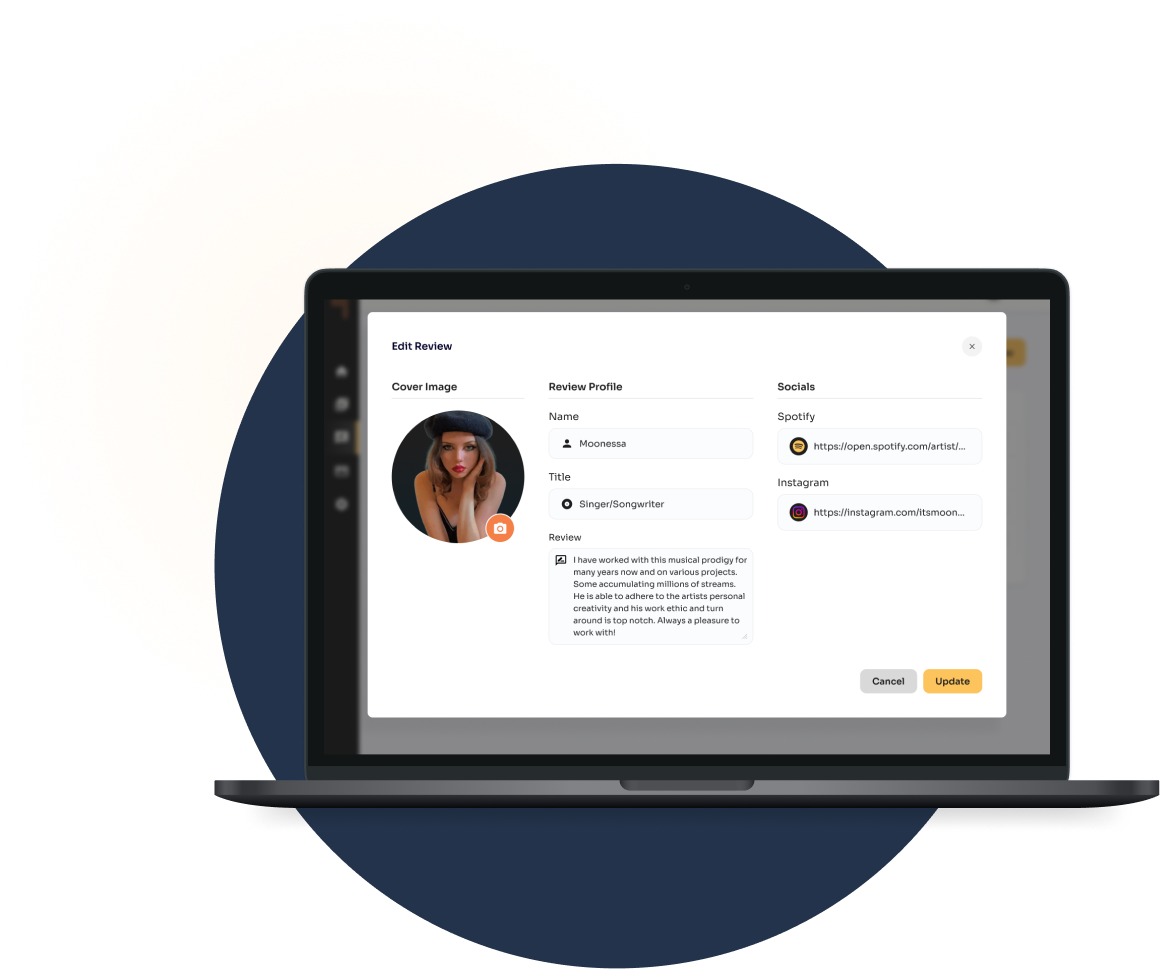 Edit Review
Cover Image
Review Profile
Name
Moonessa
Title
Singer/Songwriter
Review
I have worked with this musical prodigy for
many years now and on various projects.
Some accumulating millions of streams.
He is able to adhere to the artists personal
creativity and his work ethic and turn
around is top notch. Always a pleasure to
work with!
Socials
Spotify
https://open.spotify.com/artist/...
Instagram
https://instagram.com/itsmoon...
Cancel
Update